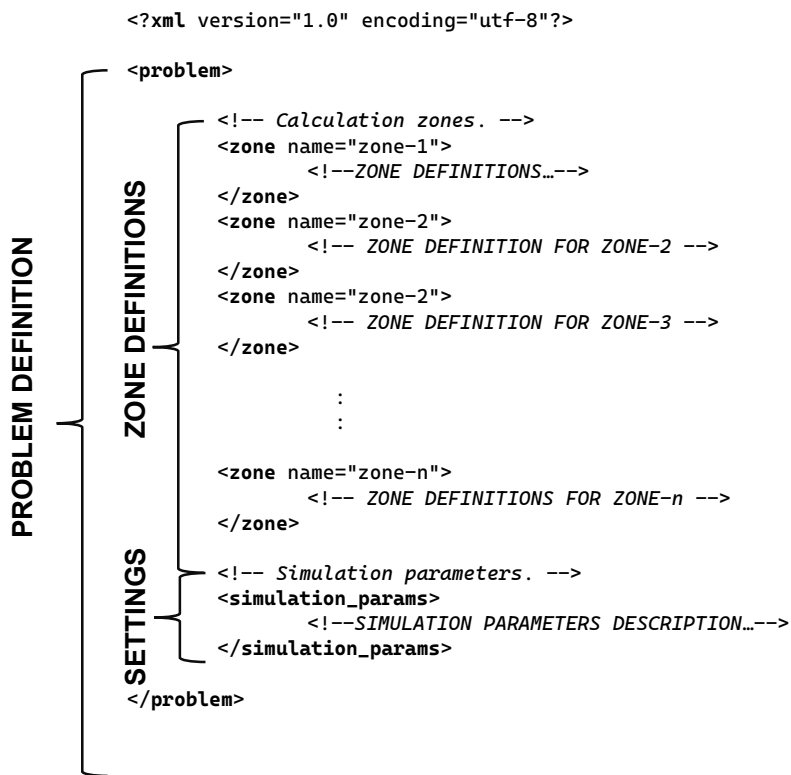 <?xml version="1.0" encoding="utf-8"?>
<problem>
<!-- Calculation zones. -->
<zone name="zone-1">
<!--ZONE DEFINITIONS…-->
</zone>
<zone name="zone-2">
<!-- ZONE DEFINITION FOR ZONE-2 -->
</zone>
<zone name="zone-2">
<!-- ZONE DEFINITION FOR ZONE-3 -->
</zone>
:
:
<zone name="zone-n">
<!-- ZONE DEFINITIONS FOR ZONE-n -->
</zone>
<!-- Simulation parameters. -->
<simulation_params>
<!--SIMULATION PARAMETERS DESCRIPTION…-->
</simulation_params>
</problem>
PROBLEM DEFINITION
ZONE DEFINITIONS
SETTINGS